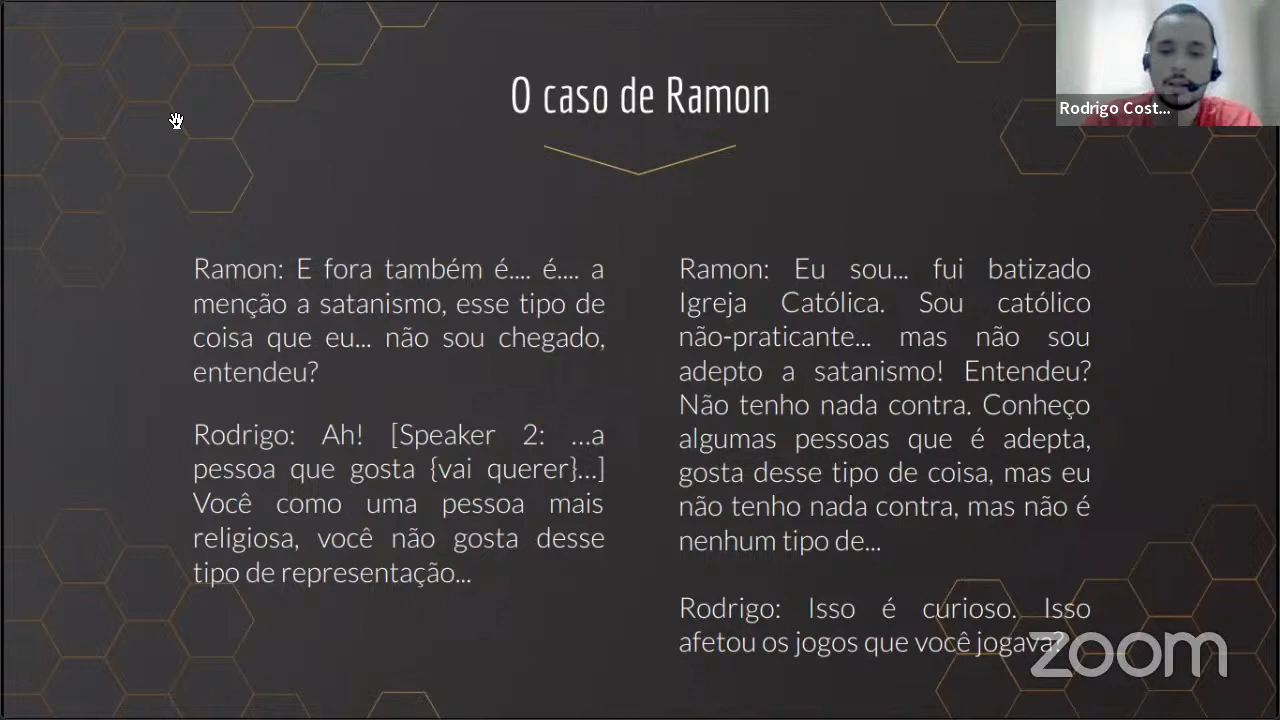 O caso de Ramon
Rodrigo Cost...
Ramon: E fora também é.... é.... a
menção a satanismo, esse tipo de
coisa que eu... não sou chegado,
entendeu?
Rodrigo: Ah! [Speaker 2: ...a
pessoa que gosta {vai querer}...]
Você como uma pessoa mais
religiosa, você não gosta desse
tipo de representação...
Ramon: Eu sou... fui batizado
Igreja Católica. Sou católico
não-praticante... mas não sou
adepto a satanismo! Entendeu?
Não tenho nada contra. Conheço
algumas pessoas que é adepta,
gosta desse tipo de coisa, mas eu
não tenho nada contra, mas não é
nenhum tipo de...
Rodrigo: Isso é curioso. Isso
afetou os jogos que você jogava?
zoom